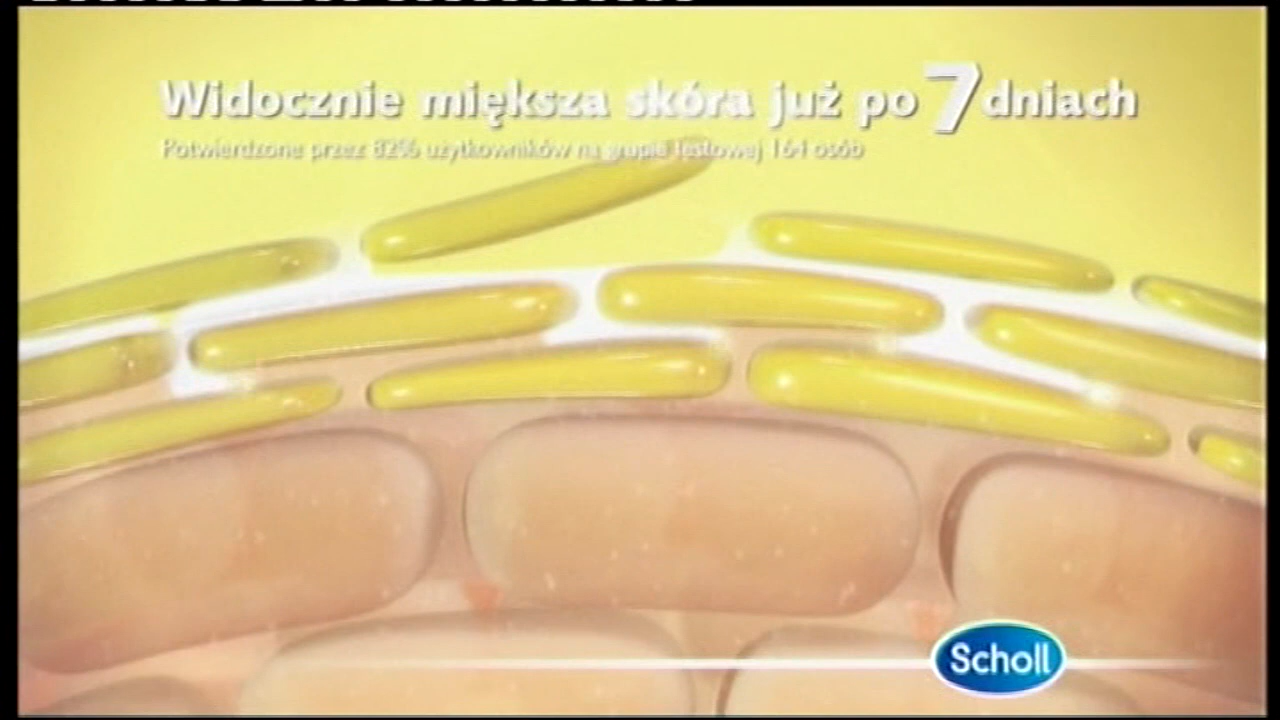 Widocznie miększa skóra już po 7 dniach
Potwierdzone przez 82% użytkowników na grupie testowej 164 osób
Scholl